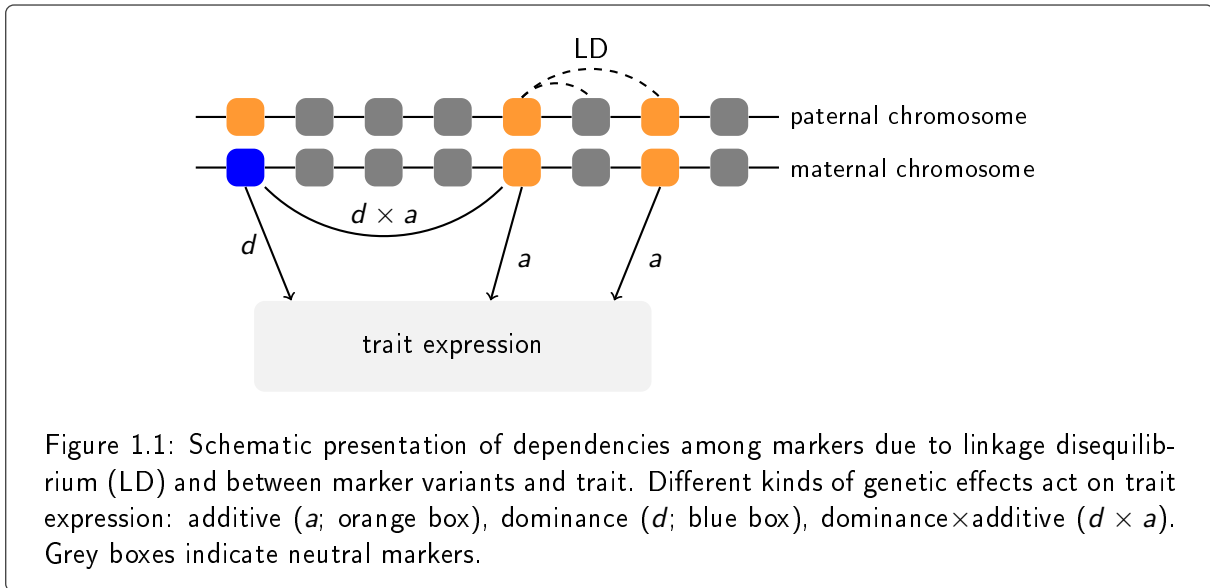 LD
paternal chromosome
maternal chromosome
d × a
d
a
a
trait expression
Figure 1.1: Schematic presentation of dependencies among markers due to linkage disequilib-
rium (LD) and between marker variants and trait. Different kinds of genetic effects act on trait
expression: additive (a; orange box), dominance (d; blue box), dominance×additive (d × a).
Grey boxes indicate neutral markers.